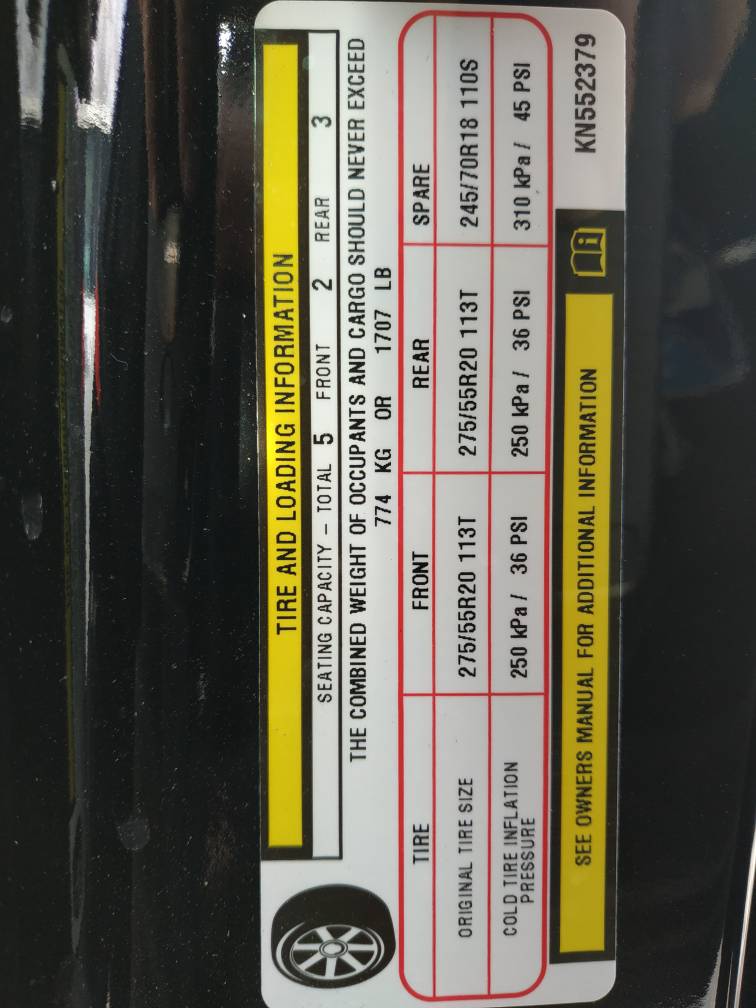 TIRE AND LOADING INFORMATION
SEATING CAPACITY - TOTAL 5 FRONT 2 REAR 3
THE COMBINED WEIGHT OF OCCUPANTS AND CARGO SHOULD NEVER EXCEED
774 KG OR 1707 LB
TIRE FRONT REAR SPARE
ORIGINAL TIRE SIZE 275/55R20 113T 275/55R20 113T 245/70R18 110S
COLD TIRE INFLATION PRESSURE 250 kPa / 36 PSI 250 kPa / 36 PSI 310 kPa / 45 PSI
SEE OWNERS MANUAL FOR ADDITIONAL INFORMATION
KN552379